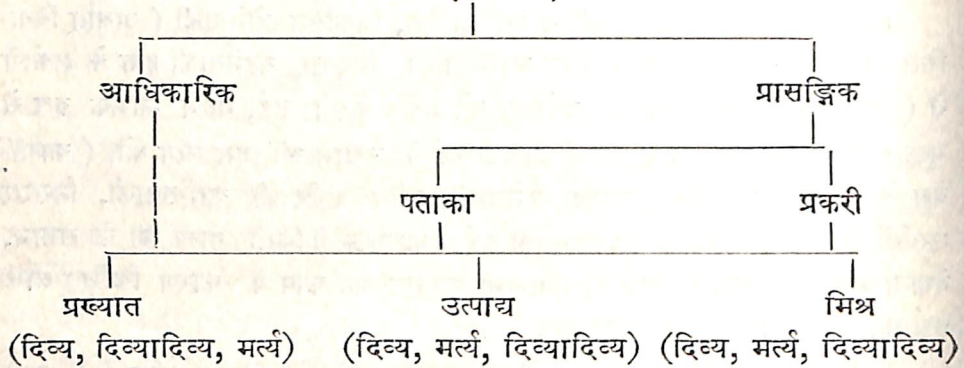 आधिकारिक प्रासङ्गिक
पताका प्रकरी
प्रख्यात उत्पाद्य मिश्र
(दिव्य, दिव्यादिव्य, मर्त्य) (दिव्य, मर्त्य, दिव्यादिव्य) (दिव्य, मर्त्य, दिव्यादिव्य)